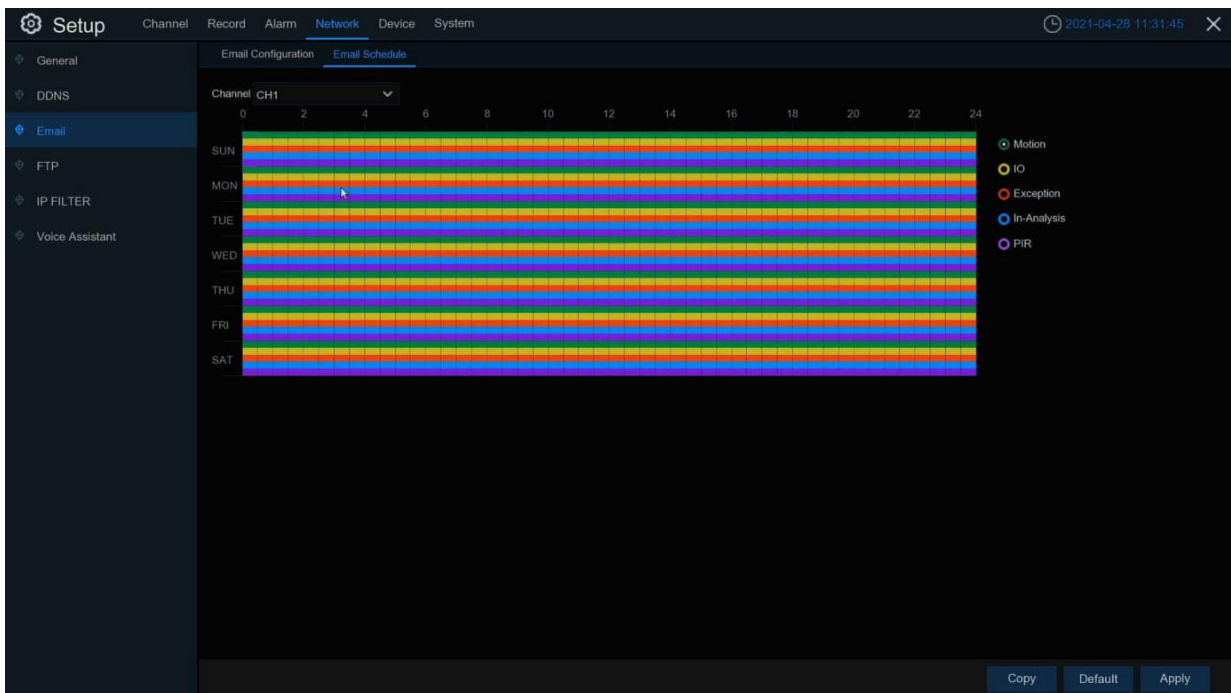 Setup Channel Record Alarm Network Device System 2021-04-28 11:31:45
General
DDNS
Email
FTP
IP FILTER
Voice Assistant
Email Configuration Email Schedule
Channel CH1
0 2 4 6 8 10 12 14 16 18 20 22 24
SUN
MON
TUE
WED
THU
FRI
SAT
Motion
IO
Exception
In-Analysis
PIR
Copy Default Apply